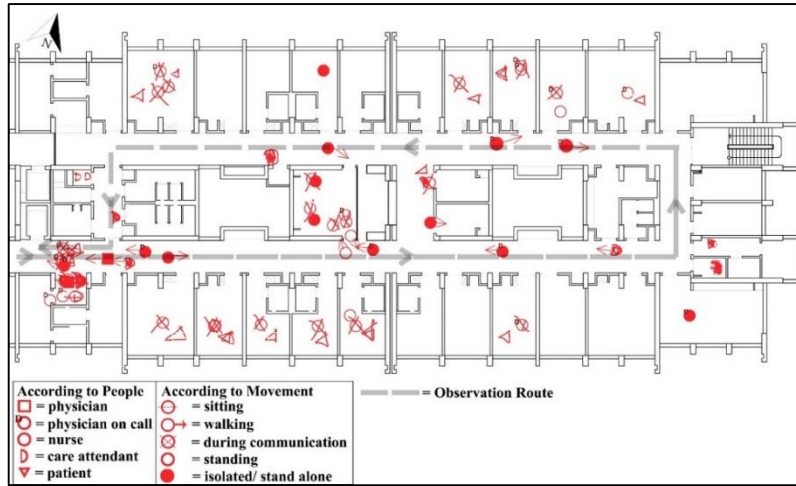 N
According to People
= physician
= physician on call
= nurse
= care attendant
= patient
According to Movement
= sitting
= walking
= during communication
= standing
= isolated/ stand alone
= Observation Route